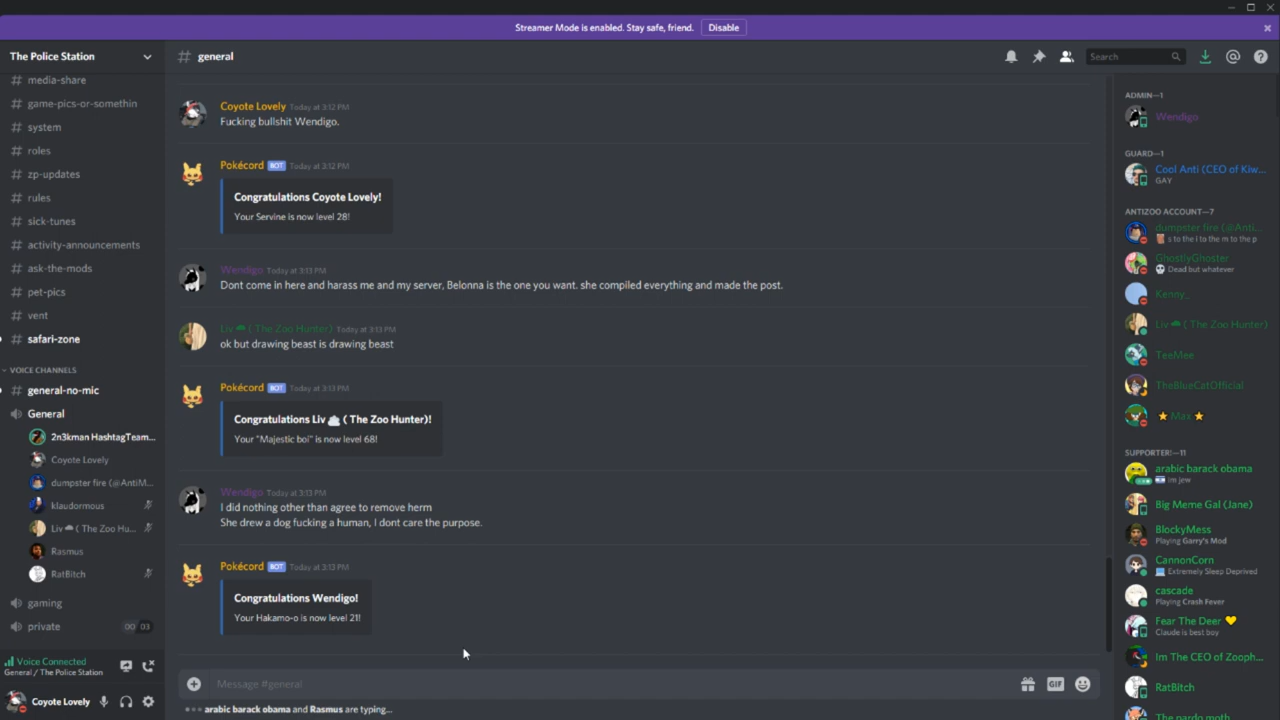 Streamer Mode is enabled. Stay safe, friend. Disable
The Police Station
# general
Search
# media-share
# game-pics-or-somethin
# system
# roles
# zp-updates
# rules
# sick-tunes
# activity-announcements
# ask-the-mods
# pet-pics
# vent
# safari-zone
VOICE CHANNELS
# general-no-mic
General
2n3kman HashtagTeam...
Coyote Lovely
dumpster fire (@AntiM...
klaudormous
Liv ☁ ( The Zoo Hu...
Rasmus
RatBitch
gaming
private 00 03
Voice Connected
General / The Police Station
Coyote Lovely
Coyote Lovely Today at 3:12 PM
Fucking bullshit Wendigo.
Pokécord BOT Today at 3:12 PM
Congratulations Coyote Lovely!
Your Servine is now level 28!
Wendigo Today at 3:13 PM
Dont come in here and harass me and my server, Belonna is the one you want. she compiled everything and made the post.
Liv ☁ ( The Zoo Hunter) Today at 3:13 PM
ok but drawing beast is drawing beast
Pokécord BOT Today at 3:13 PM
Congratulations Liv ☁ ( The Zoo Hunter)!
Your "Majestic boi" is now level 68!
Wendigo Today at 3:13 PM
I did nothing other than agree to remove herm
She drew a dog fucking a human, I dont care the purpose.
Pokécord BOT Today at 3:13 PM
Congratulations Wendigo!
Your Hakamo-o is now level 21!
Message #general
GIF
arabic barack obama and Rasmus are typing...
ADMIN—1
Wendigo
GUARD—1
Cool Anti (CEO of Kiw...
GAY
ANTIZOO ACCOUNT—7
dumpster fire (@Anti...
s to the i to the m to the p
GhostlyGhoster
💀 Dead but whatever
Kenny_
Liv ☁ ( The Zoo Hunter)
TeeMee
TheBlueCatOfficial
⭐ Max ⭐
SUPPORTER!—11
arabic barack obama
im jew
Big Meme Gal (Jane)
BlockyMess
Playing Garry's Mod
CannonCorn
Extremely Sleep Deprived
cascade
Playing Crash Fever
Fear The Deer 💛
Claude is best boy
Im The CEO of Zooph...
RatBitch
The pardo moth